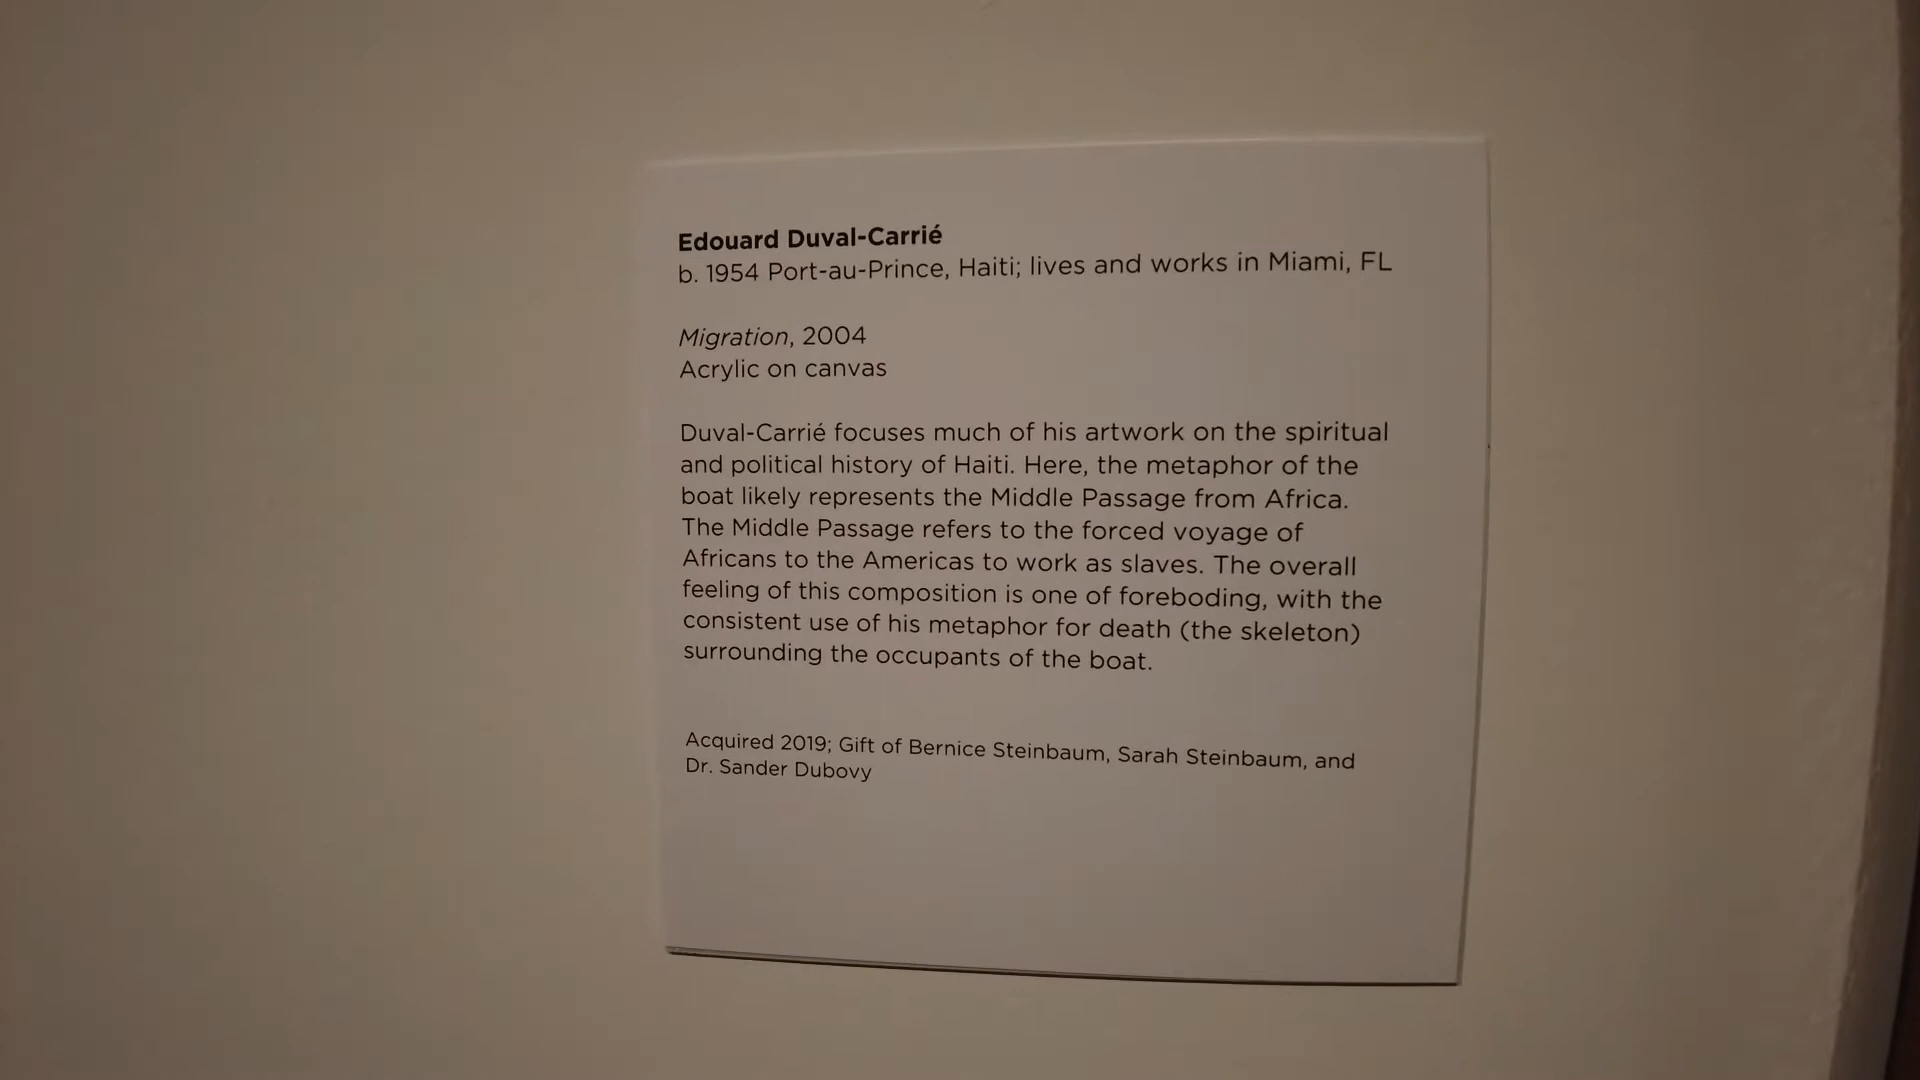 Edouard Duval-Carrié
b. 1954 Port-au-Prince, Haiti; lives and works in Miami, FL
Migration, 2004
Acrylic on canvas
Duval-Carrié focuses much of his artwork on the spiritual
and political history of Haiti. Here, the metaphor of the
boat likely represents the Middle Passage from Africa.
The Middle Passage refers to the forced voyage of
Africans to the Americas to work as slaves. The overall
feeling of this composition is one of foreboding, with the
consistent use of his metaphor for death (the skeleton)
surrounding the occupants of the boat.
Acquired 2019; Gift of Bernice Steinbaum, Sarah Steinbaum, and
Dr. Sander Dubovy